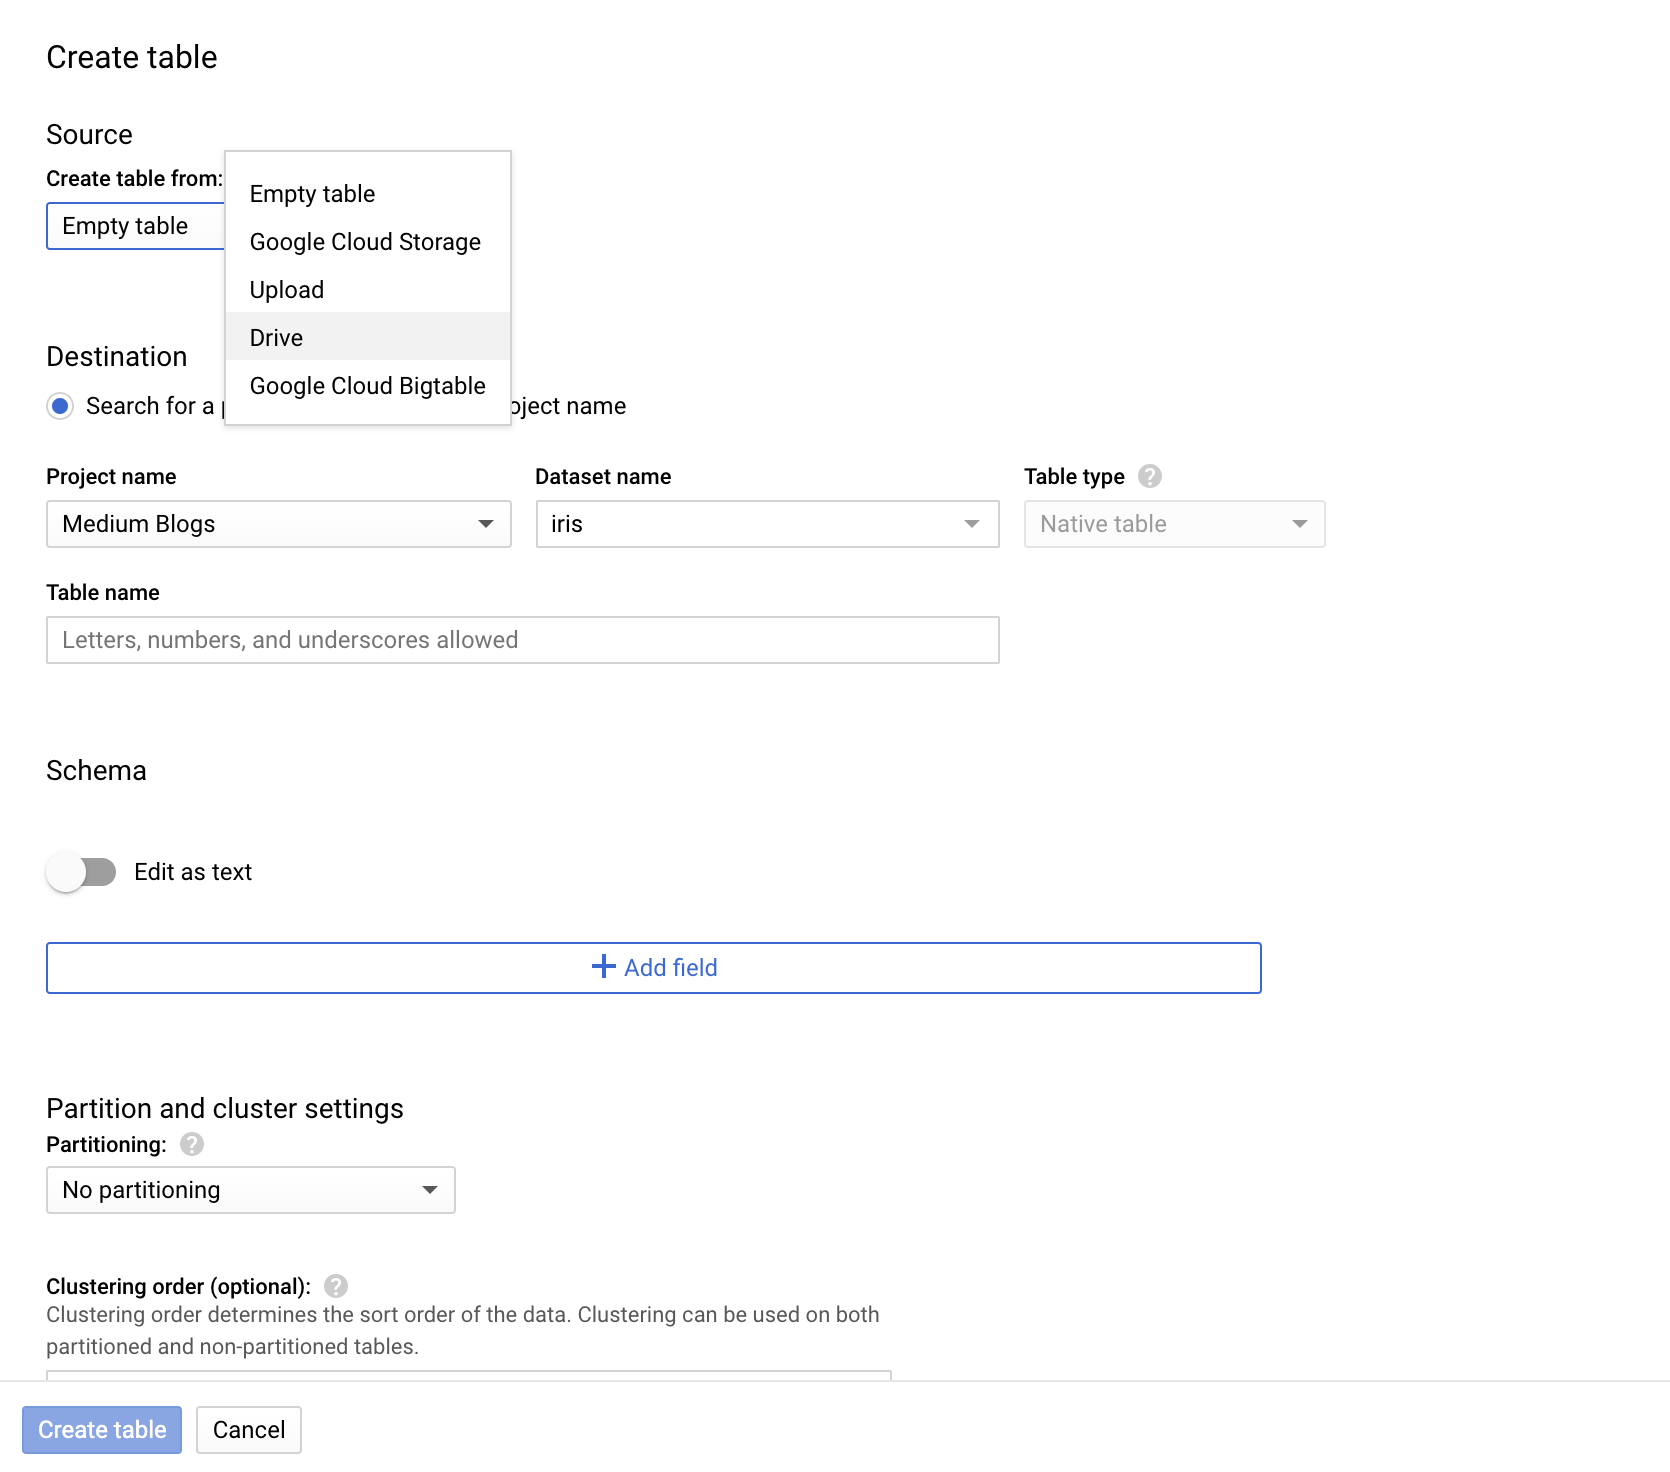 Create table
Source
Create table from:
Empty table
Empty table
Google Cloud Storage
Upload
Drive
Google Cloud Bigtable
Destination
Search for a oject name
Project name
Dataset name
Table type ?
Medium Blogs
iris
Native table
Table name
Letters, numbers, and underscores allowed
Schema
Edit as text
+ Add field
Partition and cluster settings
Partitioning: ?
No partitioning
Clustering order (optional): ?
Clustering order determines the sort order of the data. Clustering can be used on both
partitioned and non-partitioned tables.
Create table
Cancel